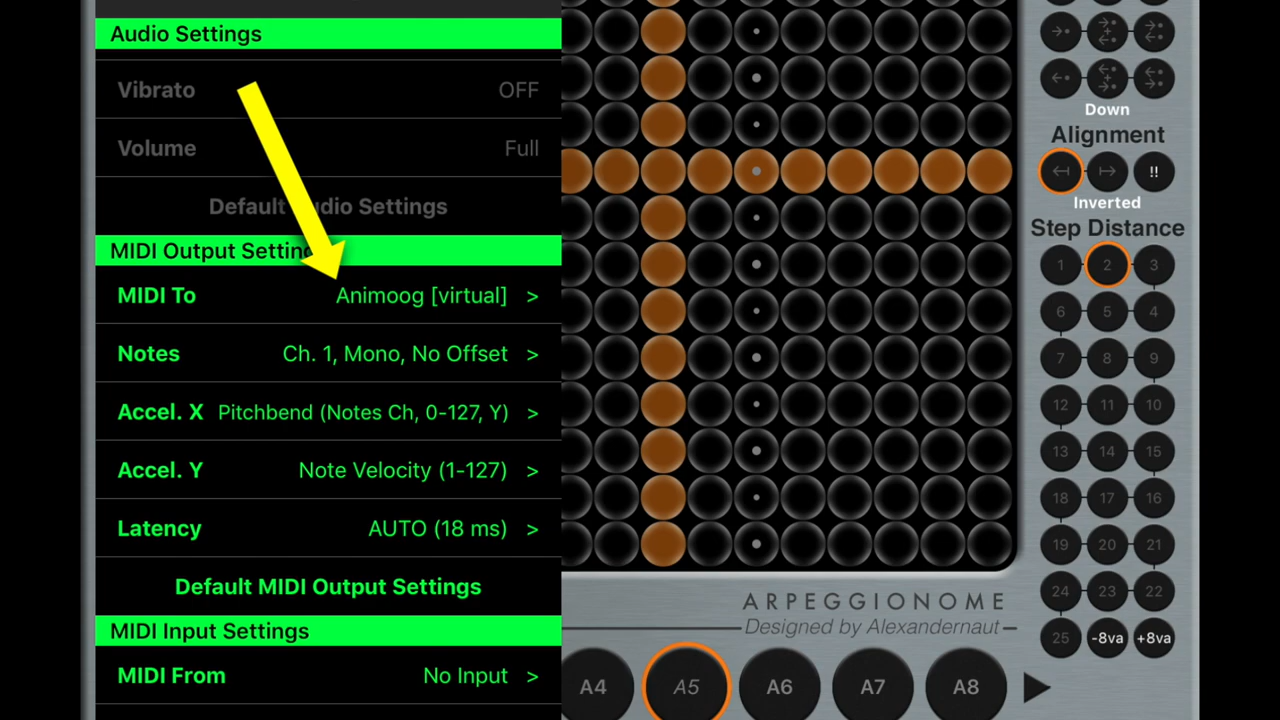 Audio Settings
Vibrato OFF
Volume Full
Default Audio Settings
MIDI Output Settings
MIDI To Animoog [virtual] >
Notes Ch. 1, Mono, No Offset >
Accel. X Pitchbend (Notes Ch, 0-127, Y) >
Accel. Y Note Velocity (1-127) >
Latency AUTO (18 ms) >
Default MIDI Output Settings
MIDI Input Settings
MIDI From No Input >
ARPEGGIONOME
Designed by Alexandernaut
A4 A5 A6 A7 A8
Down
Alignment
!!
Inverted
Step Distance
1 2 3
6 5 4
7 8 9
12 11 10
13 14 15
18 17 16
19 20 21
24 23 22
25 -8va +8va